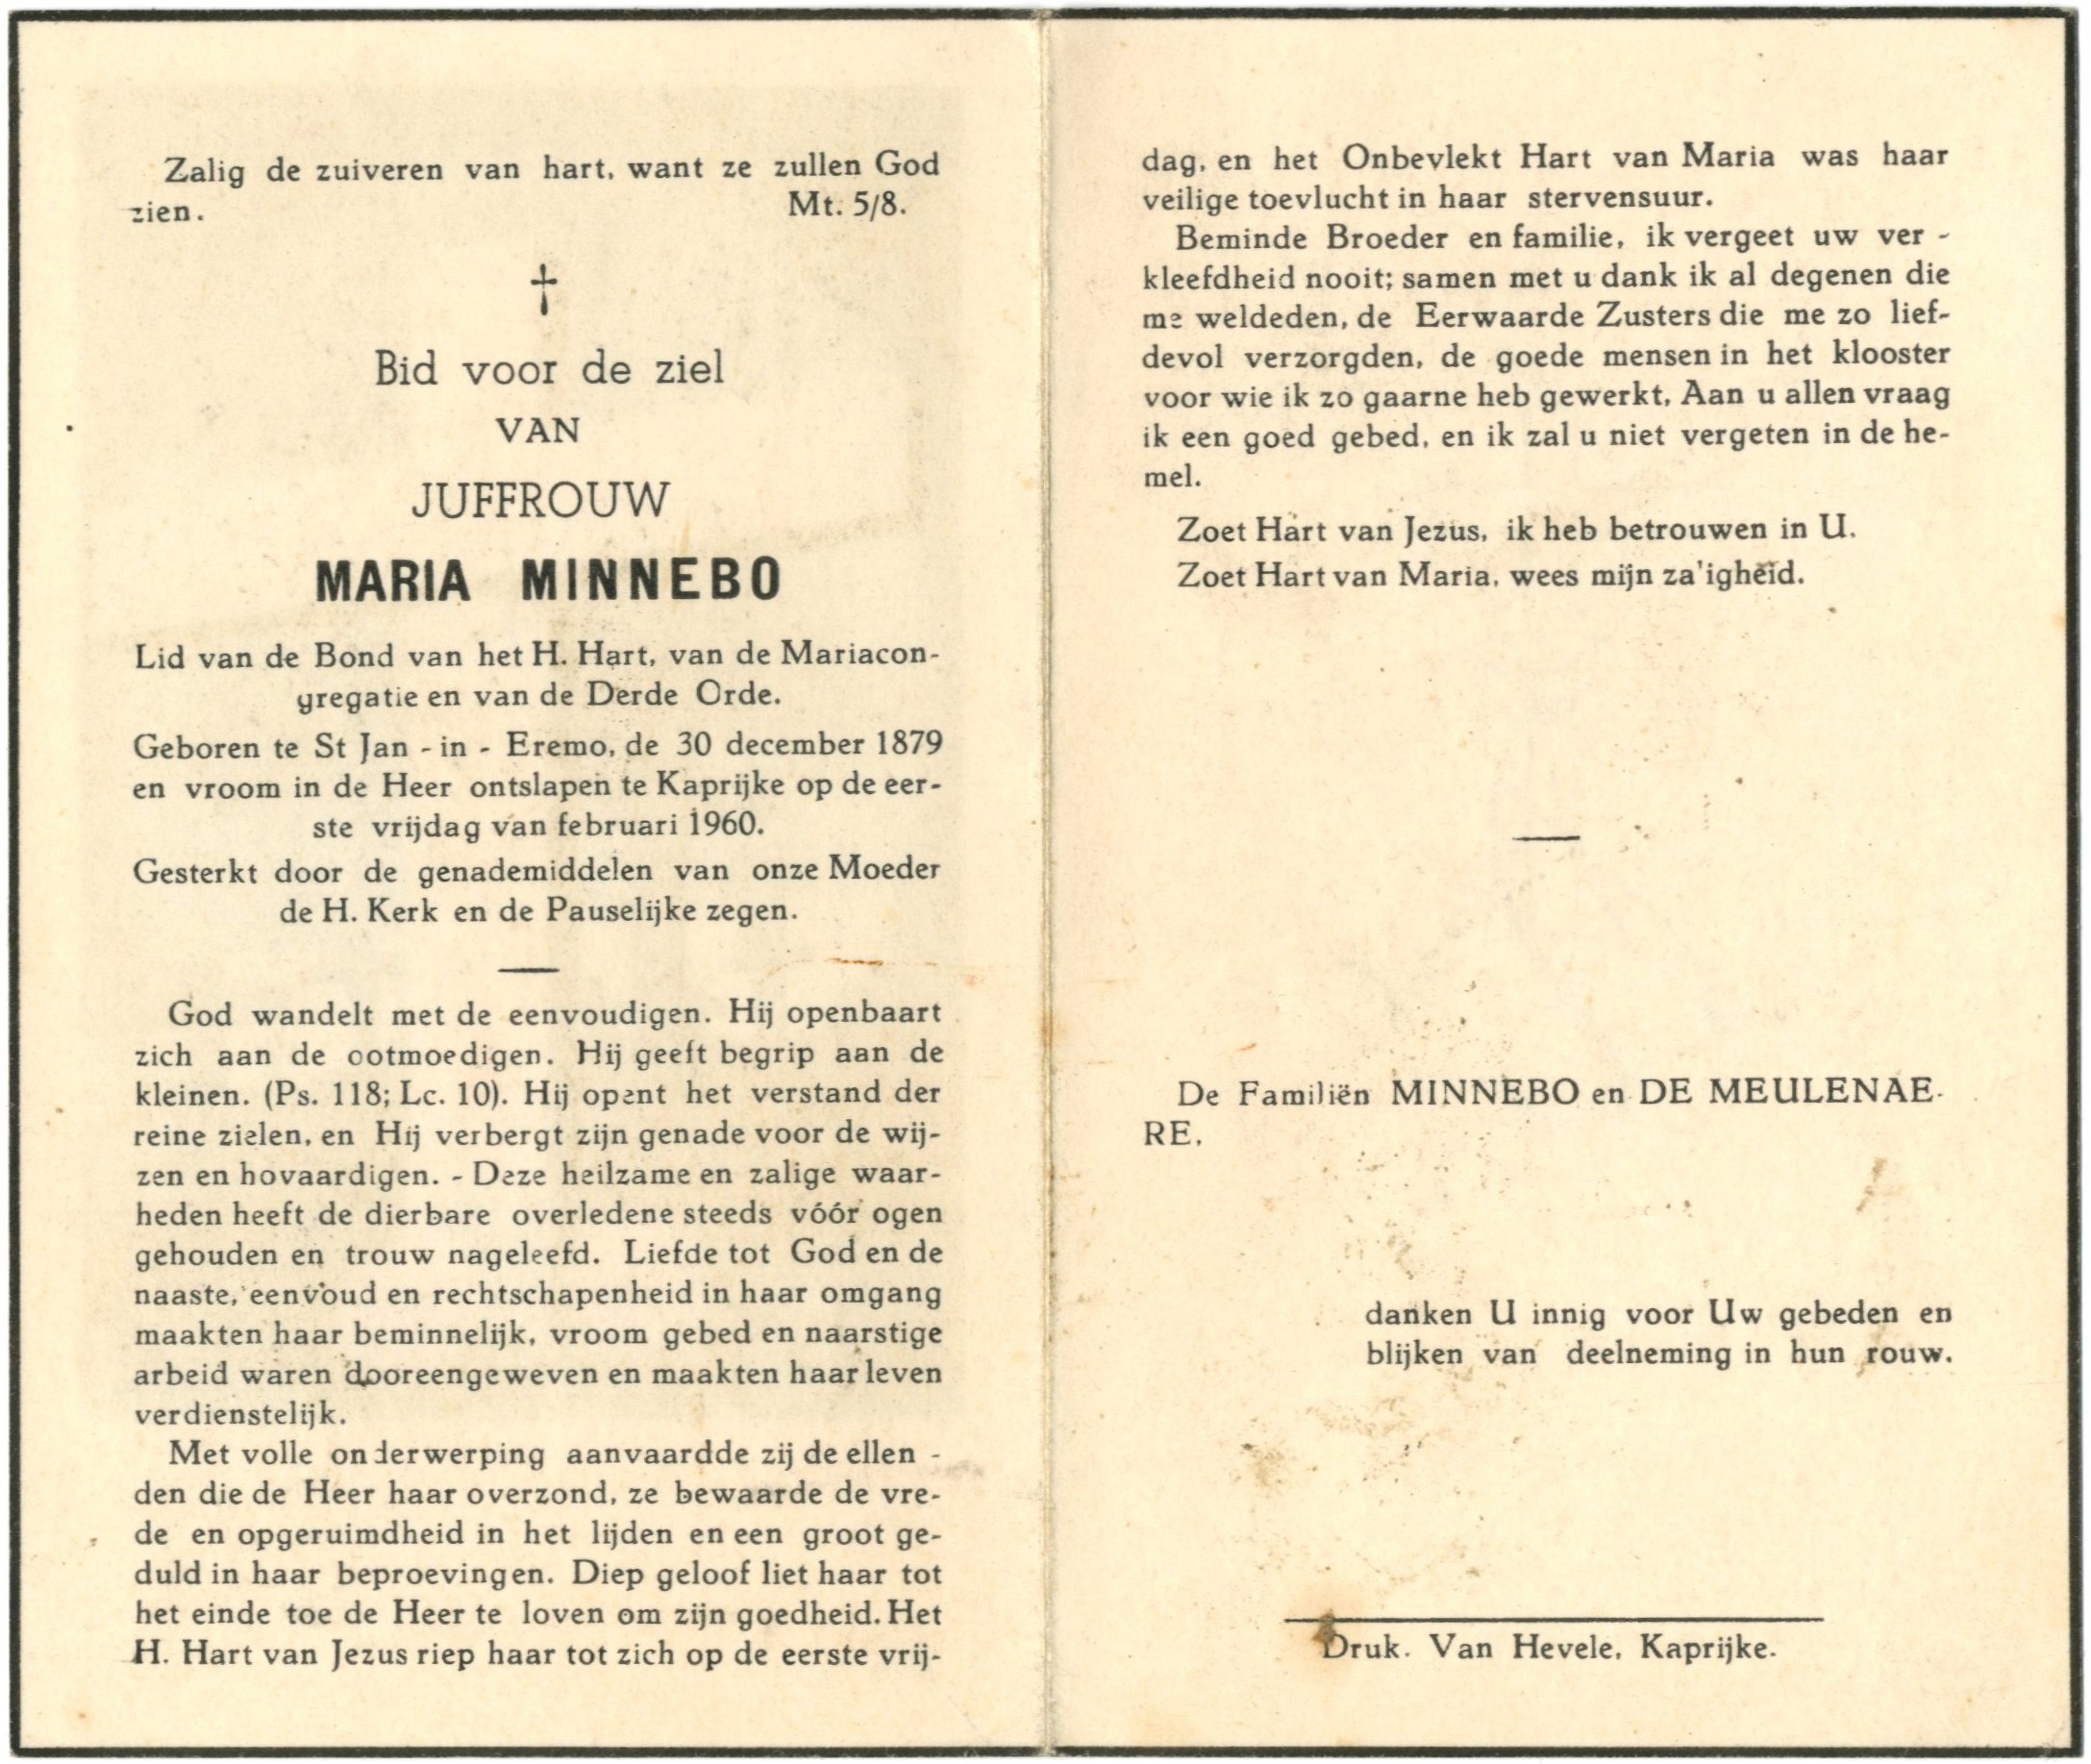 Zalig de zuiveren van hart, want ze zullen God
zien. Mt. 5/8.
†
Bid voor de ziel
VAN
JUFFROUW
MARIA MINNEBO
Lid van de Bond van het H. Hart, van de Mariacon-
gregatie en van de Derde Orde.
Geboren te St Jan - in - Eremo, de 30 december 1879
en vroom in de Heer ontslapen te Kaprijke op de eer-
ste vrijdag van februari 1960.
Gesterkt door de genademiddelen van onze Moeder
de H. Kerk en de Pauselijke zegen.
God wandelt met de eenvoudigen. Hij openbaart
zich aan de ootmoedigen. Hij geeft begrip aan de
kleinen. (Ps. 118; Lc. 10). Hij opent het verstand der
reine zielen, en Hij verbergt zijn genade voor de wij-
zen en hovaardigen. - Deze heilzame en zalige waar-
heden heeft de dierbare overledene steeds vóór ogen
gehouden en trouw nageleefd. Liefde tot God en de
naaste, eenvoud en rechtschapenheid in haar omgang
maakten haar beminnelijk, vroom gebed en naarstige
arbeid waren dooreengeweven en maakten haar leven
verdienstelijk.
Met volle onderwerping aanvaardde zij de ellen -
den die de Heer haar overzond, ze bewaarde de vre-
de en opgeruimdheid in het lijden en een groot ge-
duld in haar beproevingen. Diep geloof liet haar tot
het einde toe de Heer te loven om zijn goedheid. Het
H. Hart van Jezus riep haar tot zich op de eerste vrij-
dag, en het Onbevlekt Hart van Maria was haar
veilige toevlucht in haar stervensuur.
Beminde Broeder en familie, ik vergeet uw ver -
kleefdheid nooit; samen met u dank ik al degenen die
me weldeden, de Eerwaarde Zusters die me zo lief-
devol verzorgden, de goede mensen in het klooster
voor wie ik zo gaarne heb gewerkt, Aan u allen vraag
ik een goed gebed, en ik zal u niet vergeten in de he-
mel.
Zoet Hart van Jezus, ik heb betrouwen in U.
Zoet Hart van Maria, wees mijn za'igheid.
De Familiën MINNEBO en DE MEULENAE-
RE,
danken U innig voor Uw gebeden en
blijken van deelneming in hun rouw.
Druk. Van Hevele, Kaprijke.